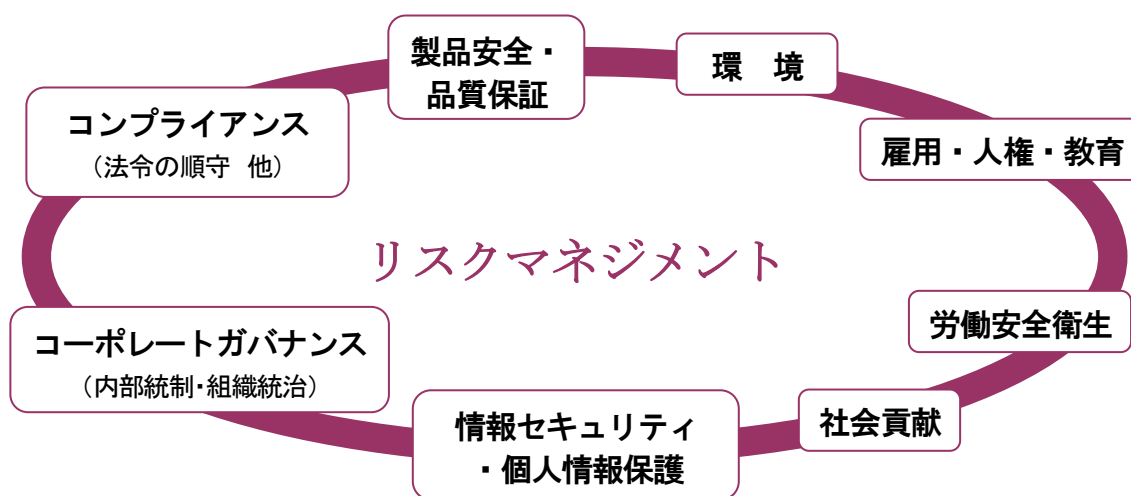 製品安全・
品質保証
環　境
コンプライアンス
（法令の順守 他）
雇用・人権・教育
リスクマネジメント
コーポレートガバナンス
（内部統制・組織統治）
労働安全衛生
情報セキュリティ
・個人情報保護
社会貢献